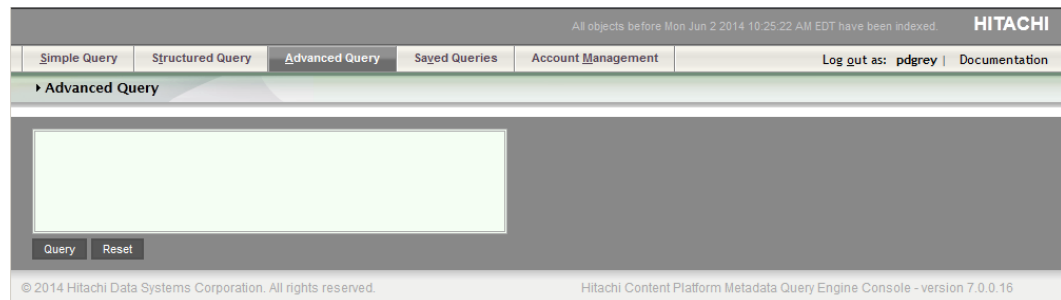 All objects before Mon Jun 2 2014 10:25:22 AM EDT have been indexed. HITACHI
Simple Query Structured Query Advanced Query Saved Queries Account Management Log out as: pdgrey | Documentation
Advanced Query
Query Reset
© 2014 Hitachi Data Systems Corporation. All rights reserved. Hitachi Content Platform Metadata Query Engine Console - version 7.0.0.16